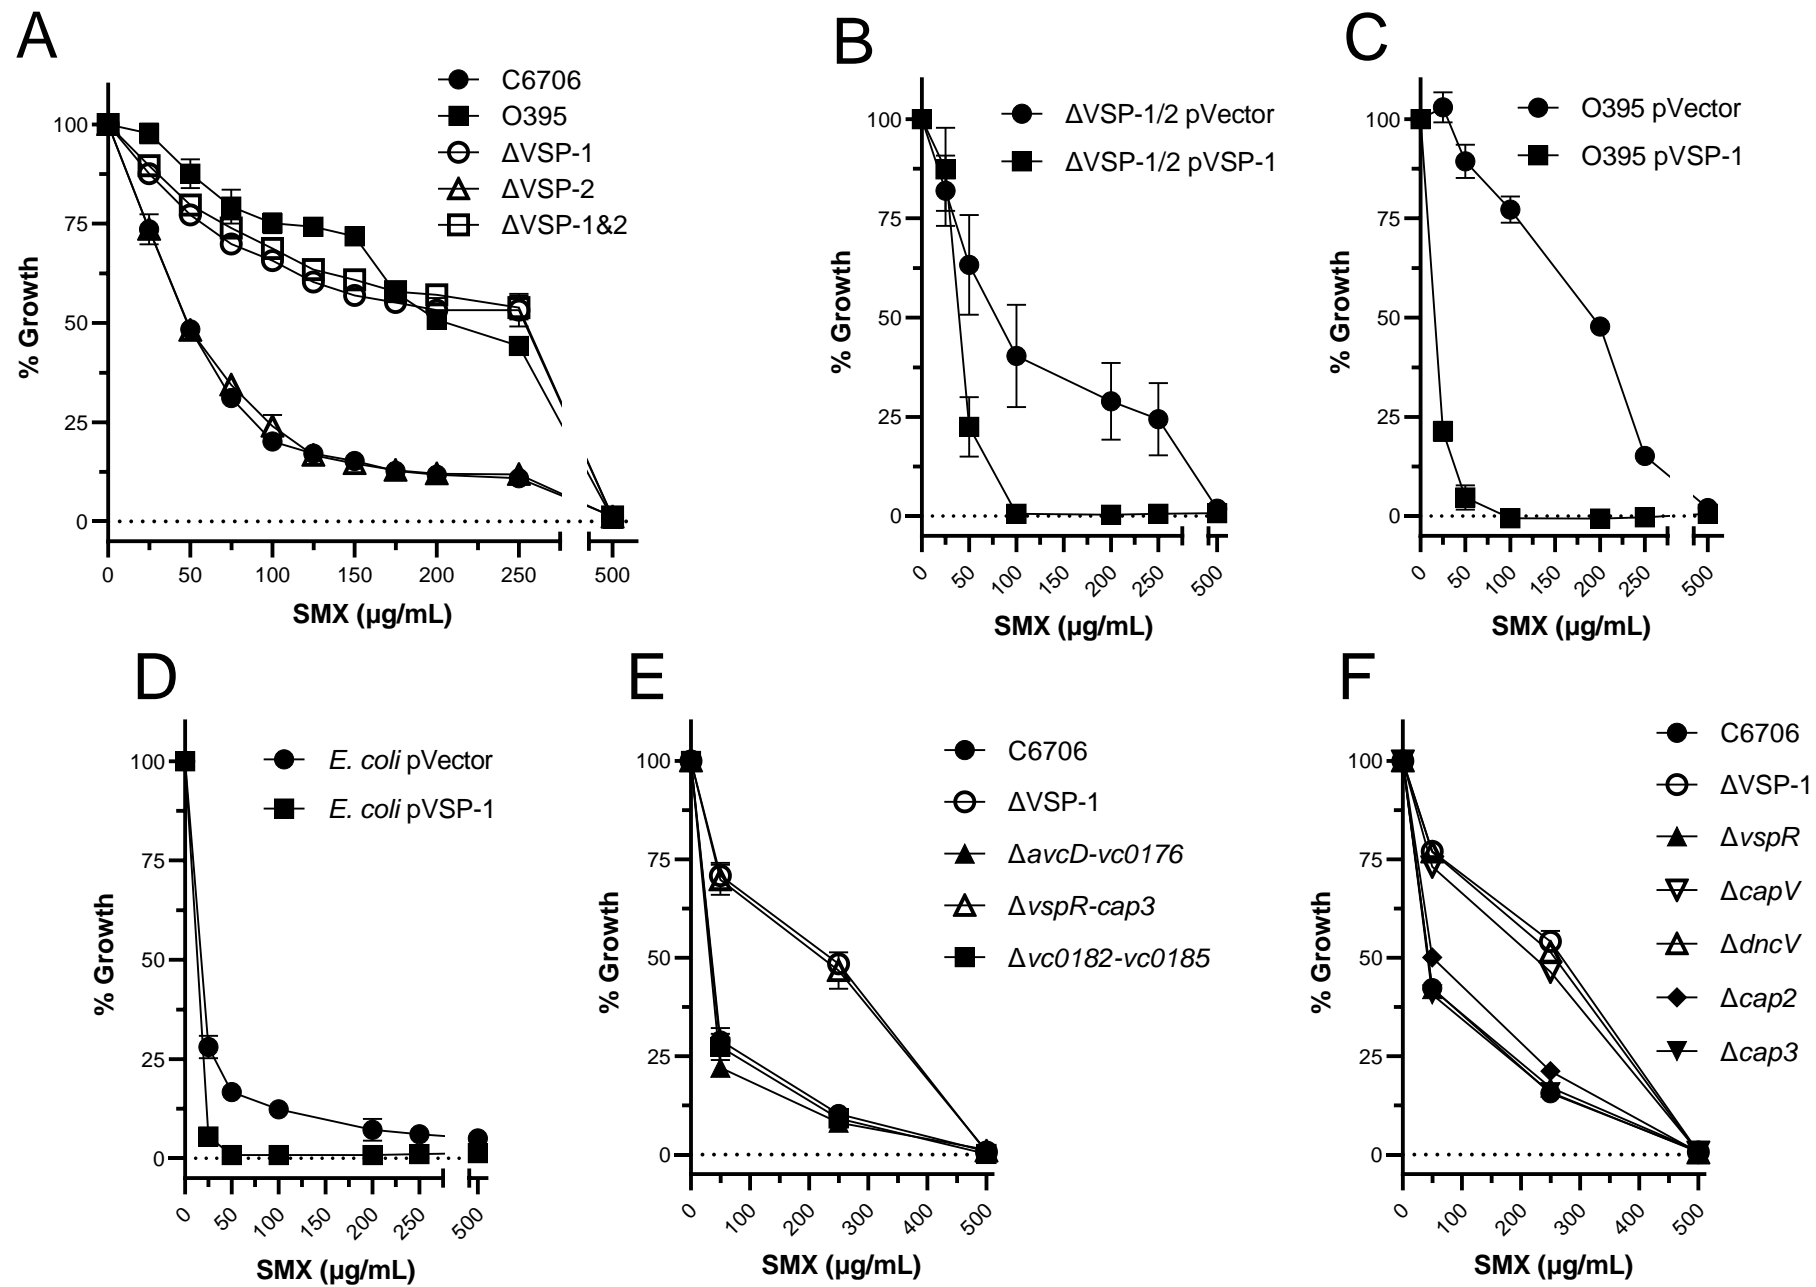 A
C6706
O395
ΔVSP-1
ΔVSP-2
ΔVSP-1&2
100
75
50
25
0
% Growth
0 50 100 150 200 250 500
SMX (µg/mL)
B
ΔVSP-1/2 pVector
ΔVSP-1/2 pVSP-1
100
75
50
25
0
% Growth
0 50 100 150 200 250 500
SMX (µg/mL)
C
O395 pVector
O395 pVSP-1
100
75
50
25
0
% Growth
0 50 100 150 200 250 500
SMX (µg/mL)
D
E. coli pVector
E. coli pVSP-1
100
75
50
25
0
% Growth
0 50 100 150 200 250 500
SMX (µg/mL)
E
C6706
ΔVSP-1
ΔavcD-vc0176
ΔvspR-cap3
Δvc0182-vc0185
100
75
50
25
0
% Growth
0 100 200 300 400 500
SMX (µg/mL)
F
C6706
ΔVSP-1
ΔvspR
ΔcapV
ΔdncV
Δcap2
Δcap3
100
75
50
25
0
% Growth
0 100 200 300 400 500
SMX (µg/mL)